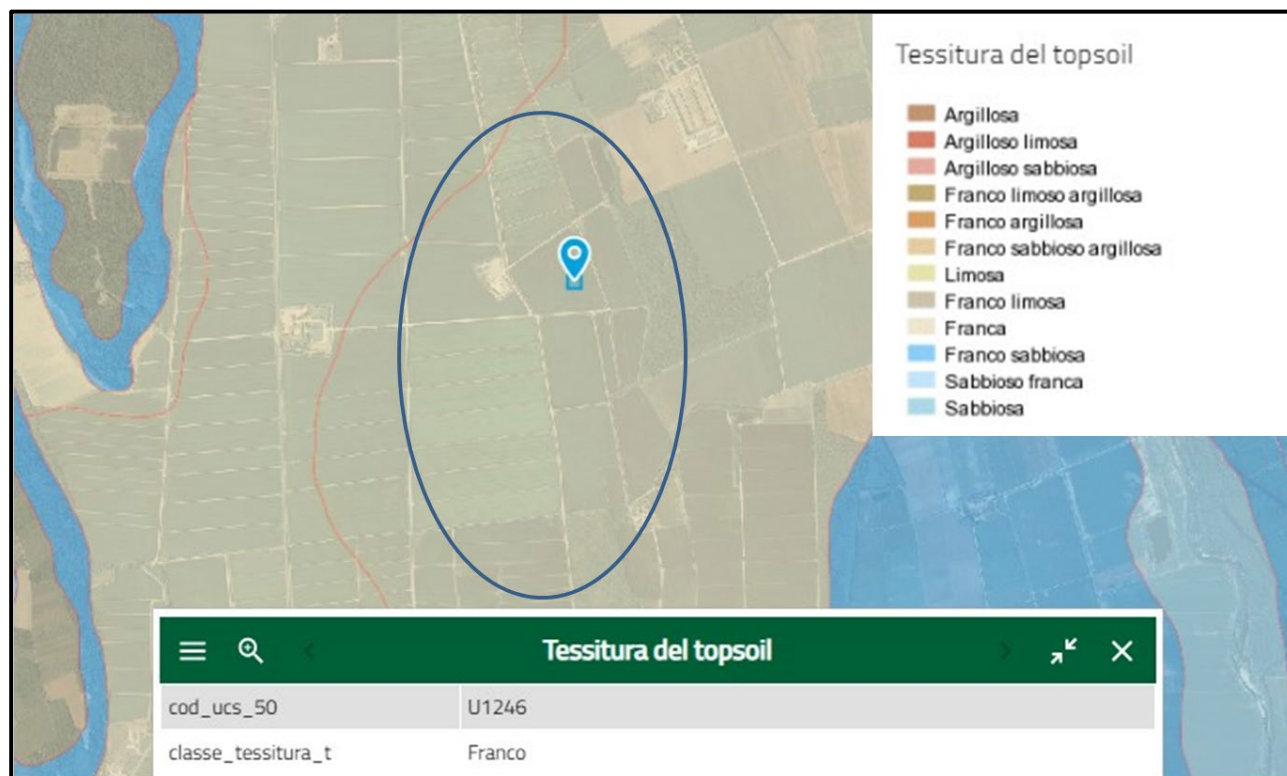 Tessitura del topsoil
Argillosa
Argilloso limosa
Argilloso sabbiosa
Franco limoso argillosa
Franco argillosa
Franco sabbioso argillosa
Limosa
Franco limosa
Franca
Franco sabbiosa
Sabbioso franca
Sabbiosa
Tessitura del topsoil
cod_ucs_50 U1246
classe_tessitura_t Franco